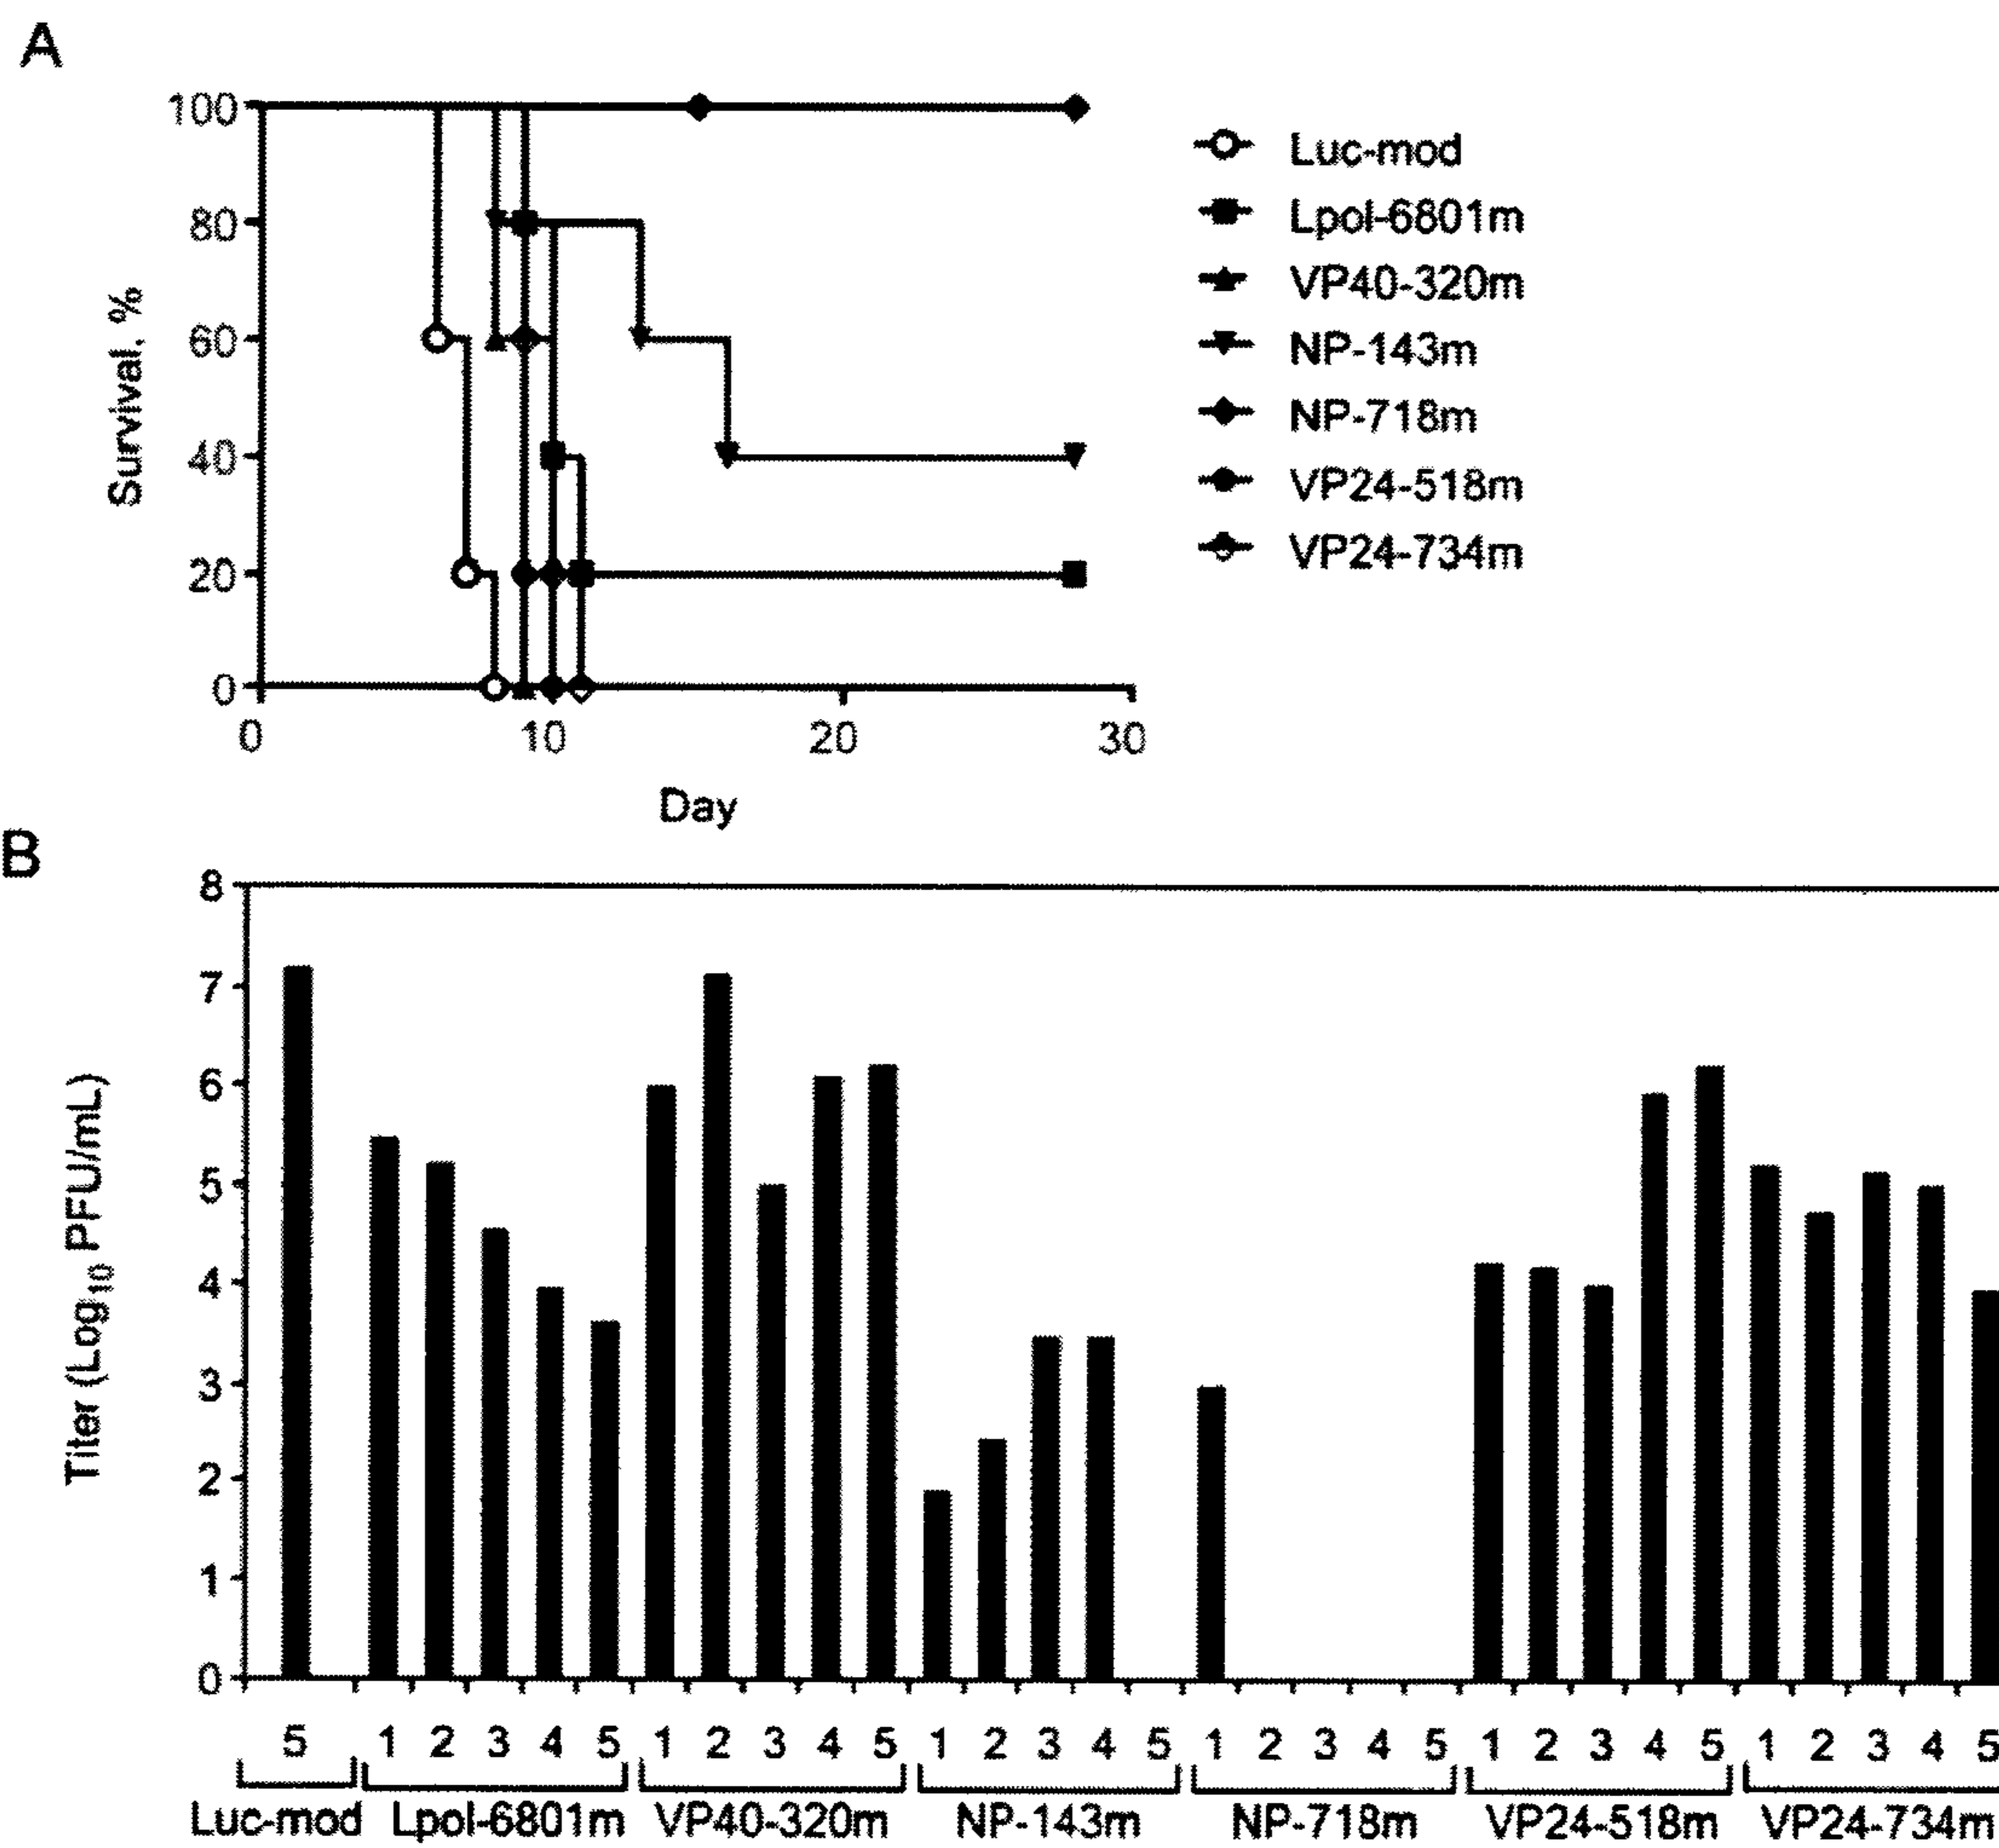 A
100
80
60
40
20
0
Survival, %
0 10 20 30
Day
Luc-mod
Lpol-6801m
VP40-320m
NP-143m
NP-718m
VP24-518m
VP24-734m
B
8
7
6
5
4
3
2
1
0
Titer (Log10 PFU/mL)
5 1 2 3 4 5 1 2 3 4 5 1 2 3 4 5 1 2 3 4 5 1 2 3 4 5 1 2 3 4 5
Luc-mod Lpol-6801m VP40-320m NP-143m NP-718m VP24-518m VP24-734m